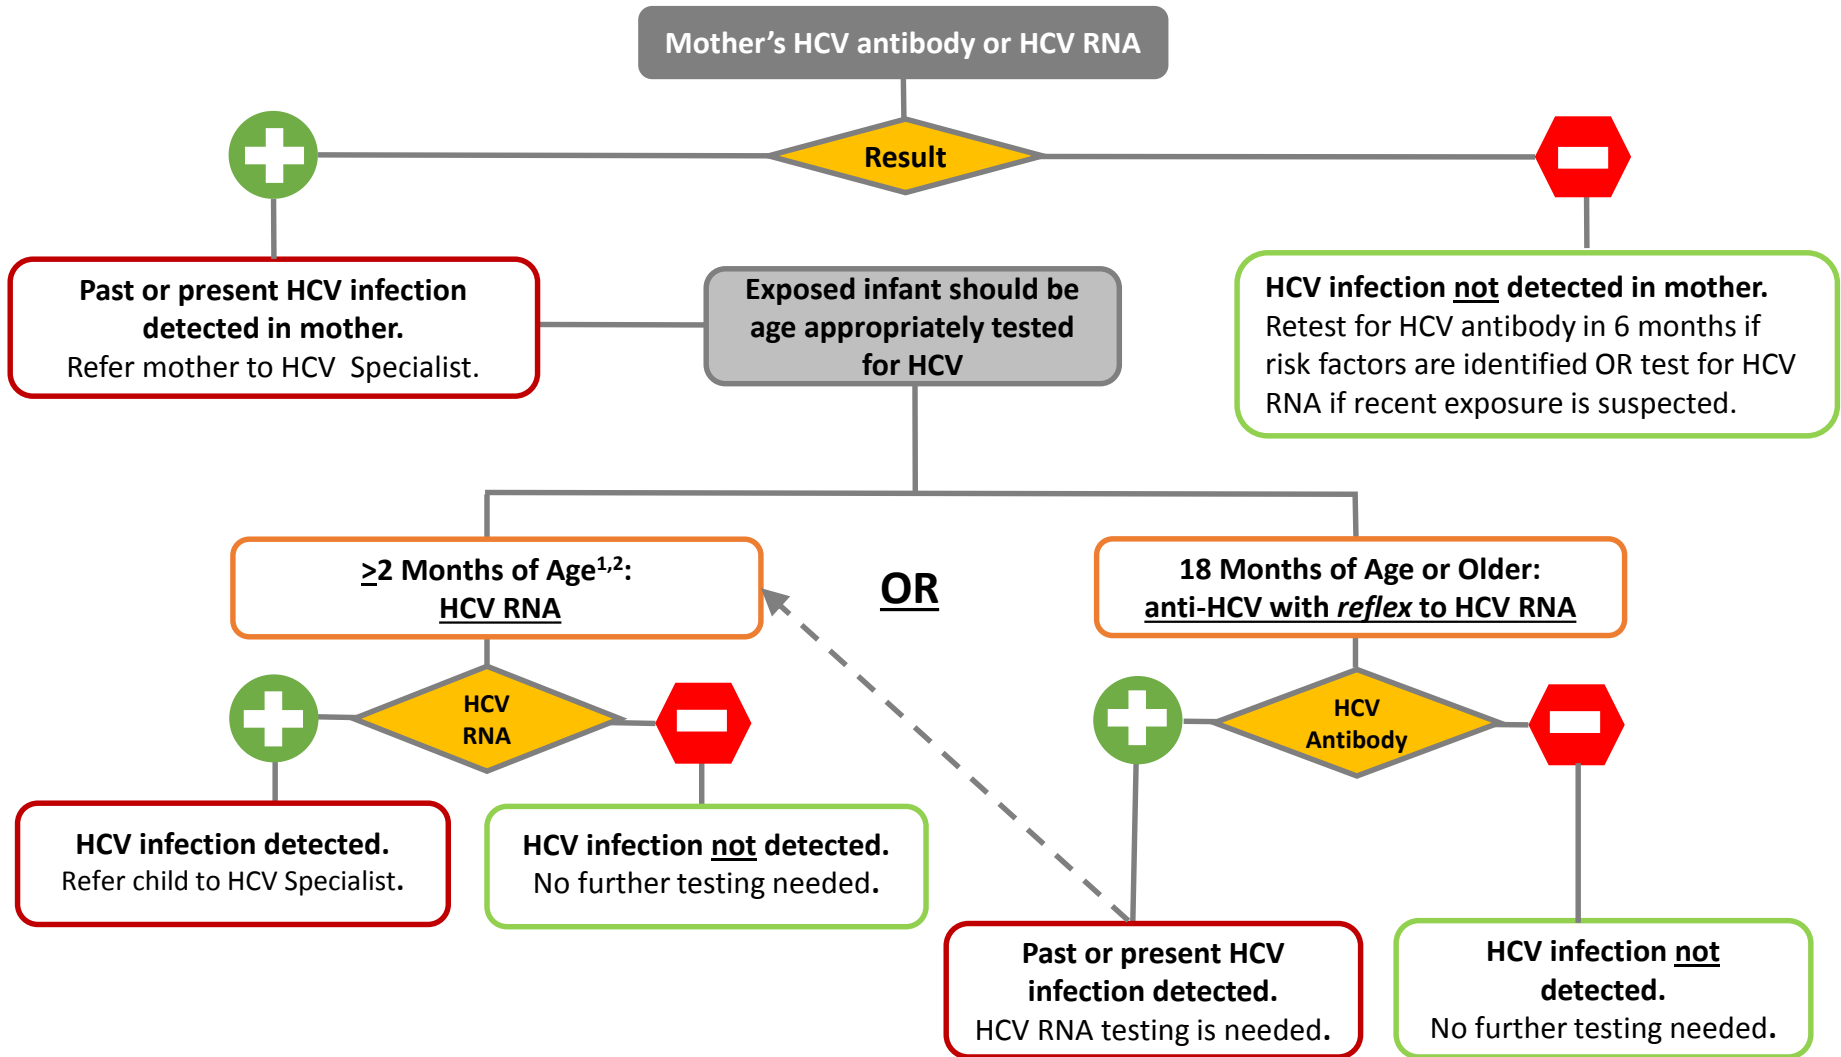 Mother’s HCV antibody or HCV RNA
Result
Past or present HCV infection
detected in mother.
Refer mother to HCV Specialist.
Exposed infant should be
age appropriately tested
for HCV
HCV infection not detected in mother.
Retest for HCV antibody in 6 months if
risk factors are identified OR test for HCV
RNA if recent exposure is suspected.
>2 Months of Age1,2:
HCV RNA
OR
18 Months of Age or Older:
anti-HCV with reflex to HCV RNA
HCV
RNA
HCV
Antibody
HCV infection detected.
Refer child to HCV Specialist.
HCV infection not detected.
No further testing needed.
Past or present HCV
infection detected.
HCV RNA testing is needed.
HCV infection not
detected.
No further testing needed.